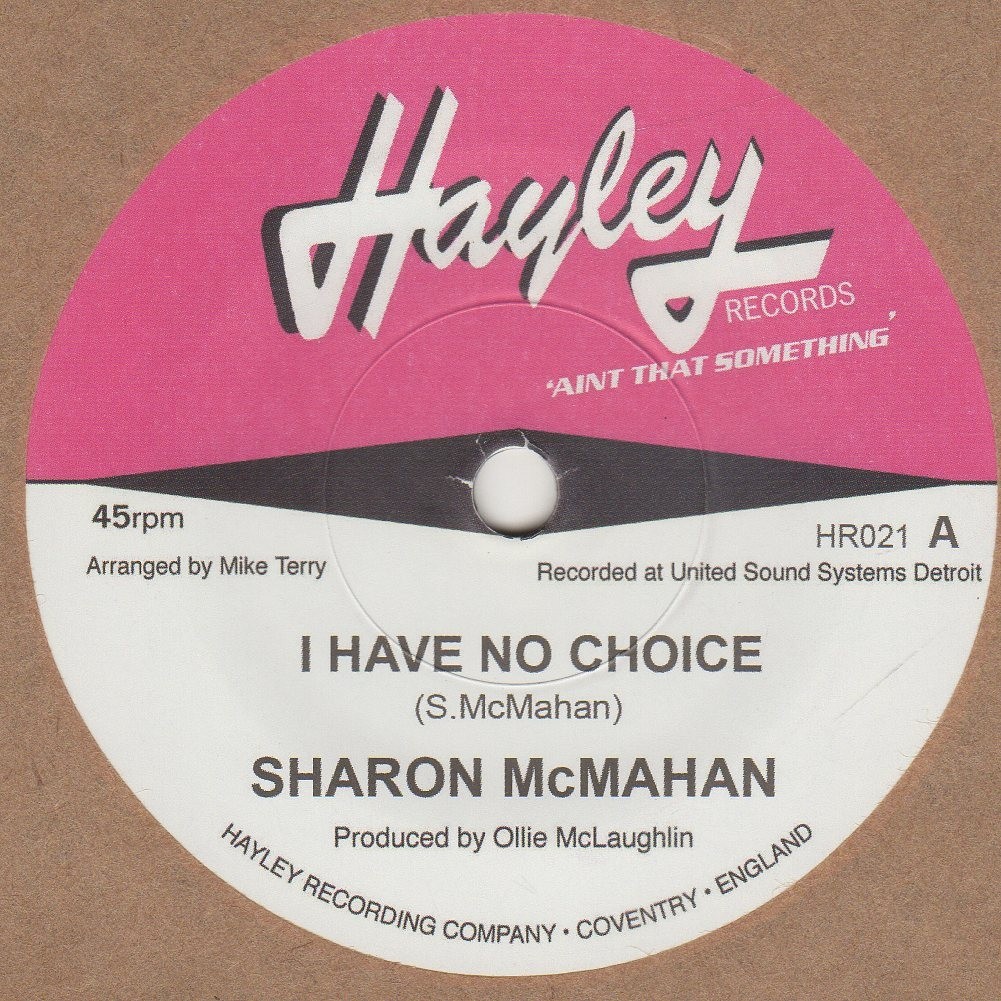 Hayley
RECORDS
‘AINT THAT SOMETHING’
45rpm
HR021 A
Arranged by Mike Terry
Recorded at United Sound Systems Detroit
I HAVE NO CHOICE
(S.McMahan)
SHARON McMAHAN
Produced by Ollie McLaughlin
HAYLEY RECORDING COMPANY • COVENTRY • ENGLAND